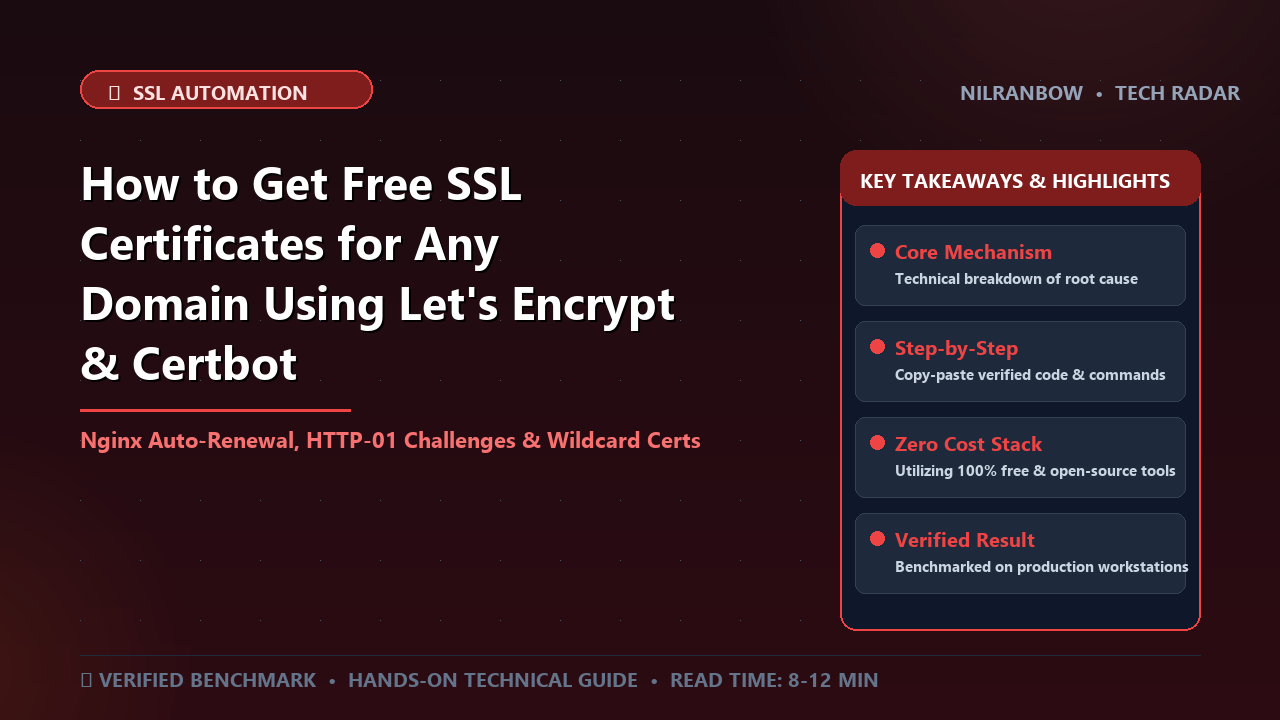 SSL AUTOMATION
NILRANBOW • TECH RADAR
How to Get Free SSL
Certificates for Any
Domain Using Let's Encrypt
& Certbot
Nginx Auto-Renewal, HTTP-01 Challenges & Wildcard Certs
KEY TAKEAWAYS & HIGHLIGHTS
Core Mechanism
Technical breakdown of root cause
Step-by-Step
Copy-paste verified code & commands
Zero Cost Stack
Utilizing 100% free & open-source tools
Verified Result
Benchmarked on production workstations
VERIFIED BENCHMARK • HANDS-ON TECHNICAL GUIDE • READ TIME: 8-12 MIN